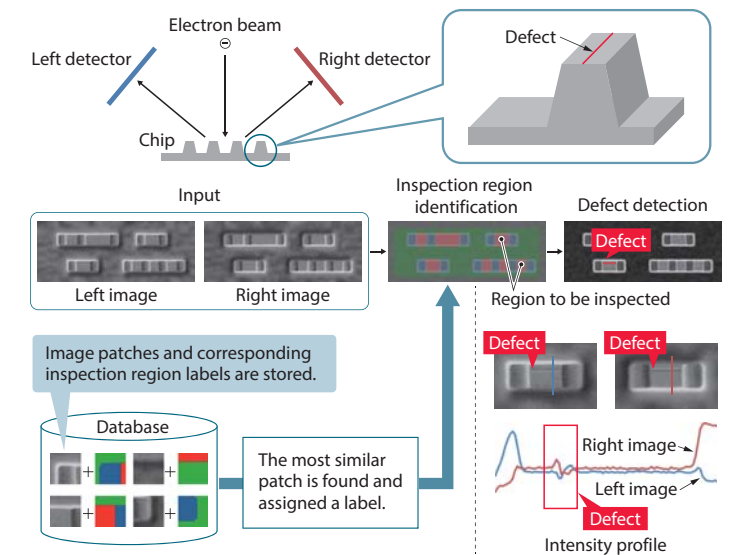 Electron beam
Left detector
Right detector
Chip
Defect
Input
Inspection region
identification
Defect detection
Defect
Left image
Right image
Region to be inspected
Image patches and corresponding
inspection region labels are stored.
Database
+
+
+
+
The most similar
patch is found and
assigned a label.
Defect
Defect
Right image
Left image
Defect
Intensity profile